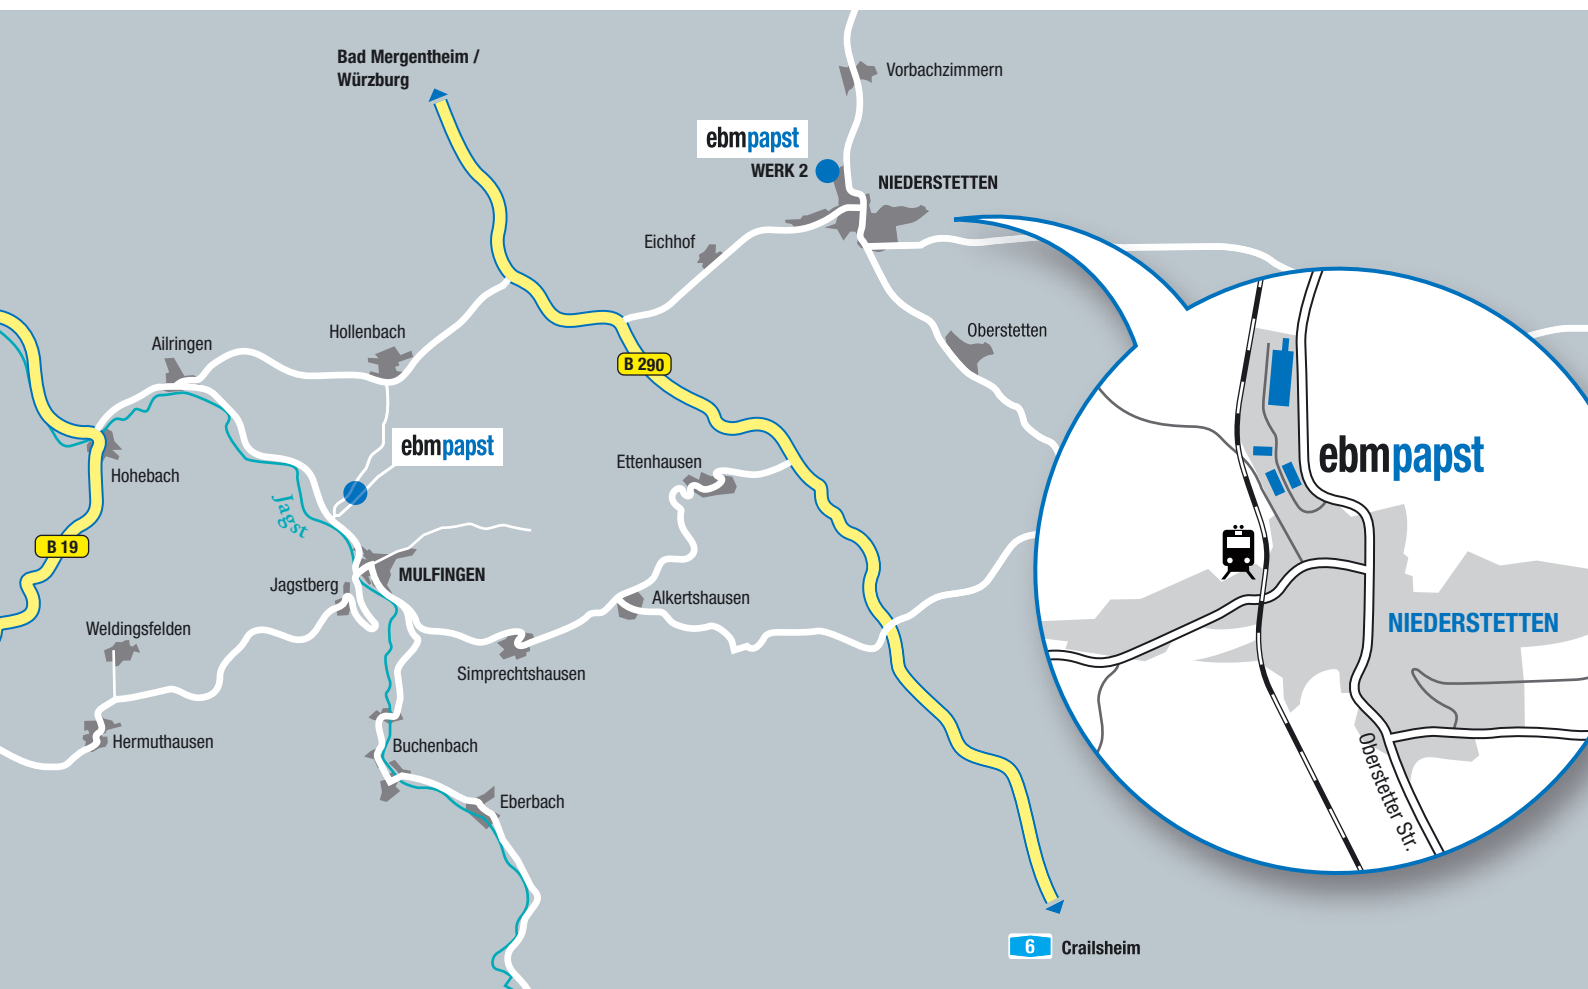 Bad Mergentheim /
Würzburg
Vorbachzimmern
ebmpapst
WERK 2
NIEDERSTETTEN
Eichhof
Oberstetten
Hollenbach
Ailringen
B 290
ebmpapst
ebmpapst
Ettenhausen
Hohebach
Jagst
B 19
MULFINGEN
Jagstberg
Alkertshausen
Weldingsfelden
NIEDERSTETTEN
Simprechtshausen
Hermuthausen
Buchenbach
Oberstetter Str.
Eberbach
6 Crailsheim